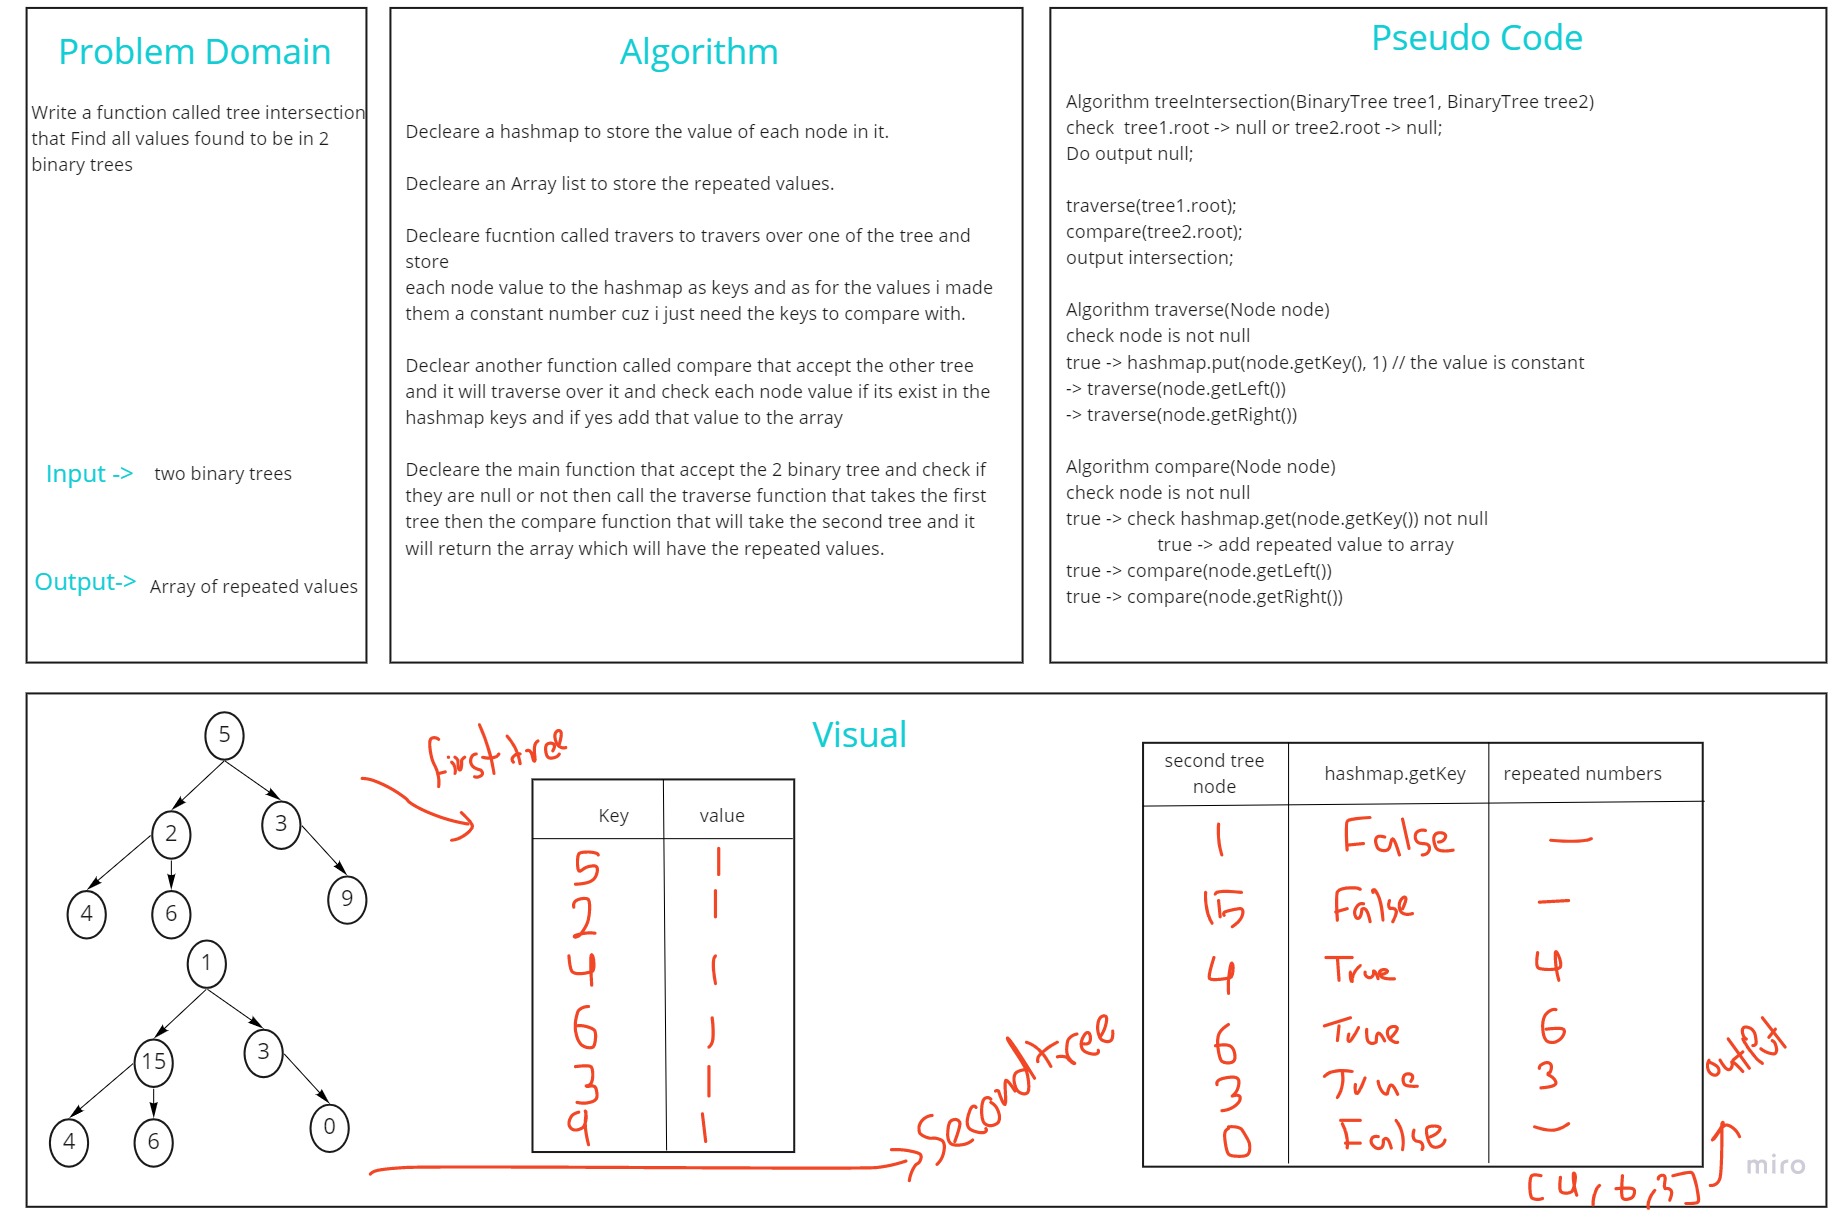 Problem Domain
Write a function called tree intersection
that Find all values found to be in 2
binary trees
Input -> two binary trees
Output-> Array of repeated values
Algorithm
Decleare a hashmap to store the value of each node in it.
Decleare an Array list to store the repeated values.
Decleare fucntion called travers to travers over one of the tree and
store
each node value to the hashmap as keys and as for the values i made
them a constant number cuz i just need the keys to compare with.
Declear another function called compare that accept the other tree
and it will traverse over it and check each node value if its exist in the
hashmap keys and if yes add that value to the array
Decleare the main function that accept the 2 binary tree and check if
they are null or not then call the traverse function that takes the first
tree then the compare function that will take the second tree and it
will return the array which will have the repeated values.
Pseudo Code
Algorithm treeIntersection(BinaryTree tree1, BinaryTree tree2)
check tree1.root -> null or tree2.root -> null;
Do output null;
traverse(tree1.root);
compare(tree2.root);
output intersection;
Algorithm traverse(Node node)
check node is not null
true -> hashmap.put(node.getKey(), 1) // the value is constant
-> traverse(node.getLeft())
-> traverse(node.getRight())
Algorithm compare(Node node)
check node is not null
true -> check hashmap.get(node.getKey()) not null
true -> add repeated value to array
true -> compare(node.getLeft())
true -> compare(node.getRight())
Visual
5
2 3
4 6 9
1
15 3
4 6 0
first tree
Key value
5 1
2 1
4 1
6 1
3 1
9 1
Second tree
second tree
node
hashmap.getKey
repeated numbers
1 False —
15 False —
4 True 4
6 True 6
3 True 3
0 False —
output
[4, 6, 3]
miro